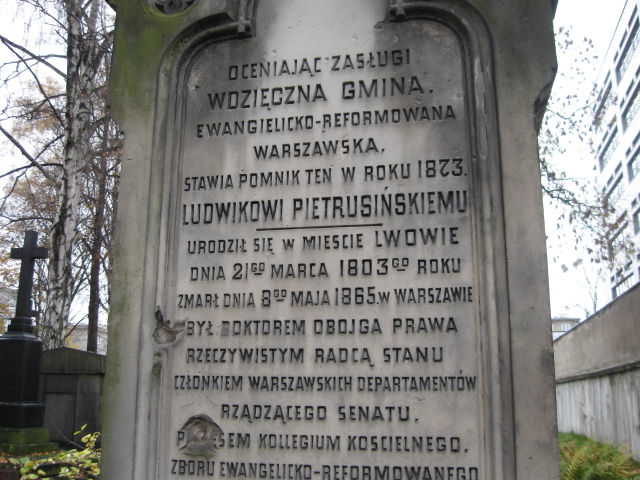 OCENIAJĄC ZASŁUGI
WDZIĘCZNA GMINA,
EWANGIELICKO-REFORMOWANA
WARSZAWSKA,
STAWIA POMNIK TEN W ROKU 1873.
LUDWIKOWI PIETRUSIŃSKIEMU
URODZIŁ SIĘ W MIEŚCIE LWOWIE
DNIA 21GO MARCA 1803GO ROKU
ZMARŁ DNIA 8GO MAJA 1865. W WARSZAWIE
BYŁ DOKTOREM OBOJGA PRAWA
RZECZYWISTYM RADCĄ STANU
CZŁONKIEM WARSZAWSKICH DEPARTAMENTÓW
RZĄDZĄCEGO SENATU,
KOLLEGIUM KOSCIELNEGO,
ZBORU EWANGELICKO-REFORMOWANEGO